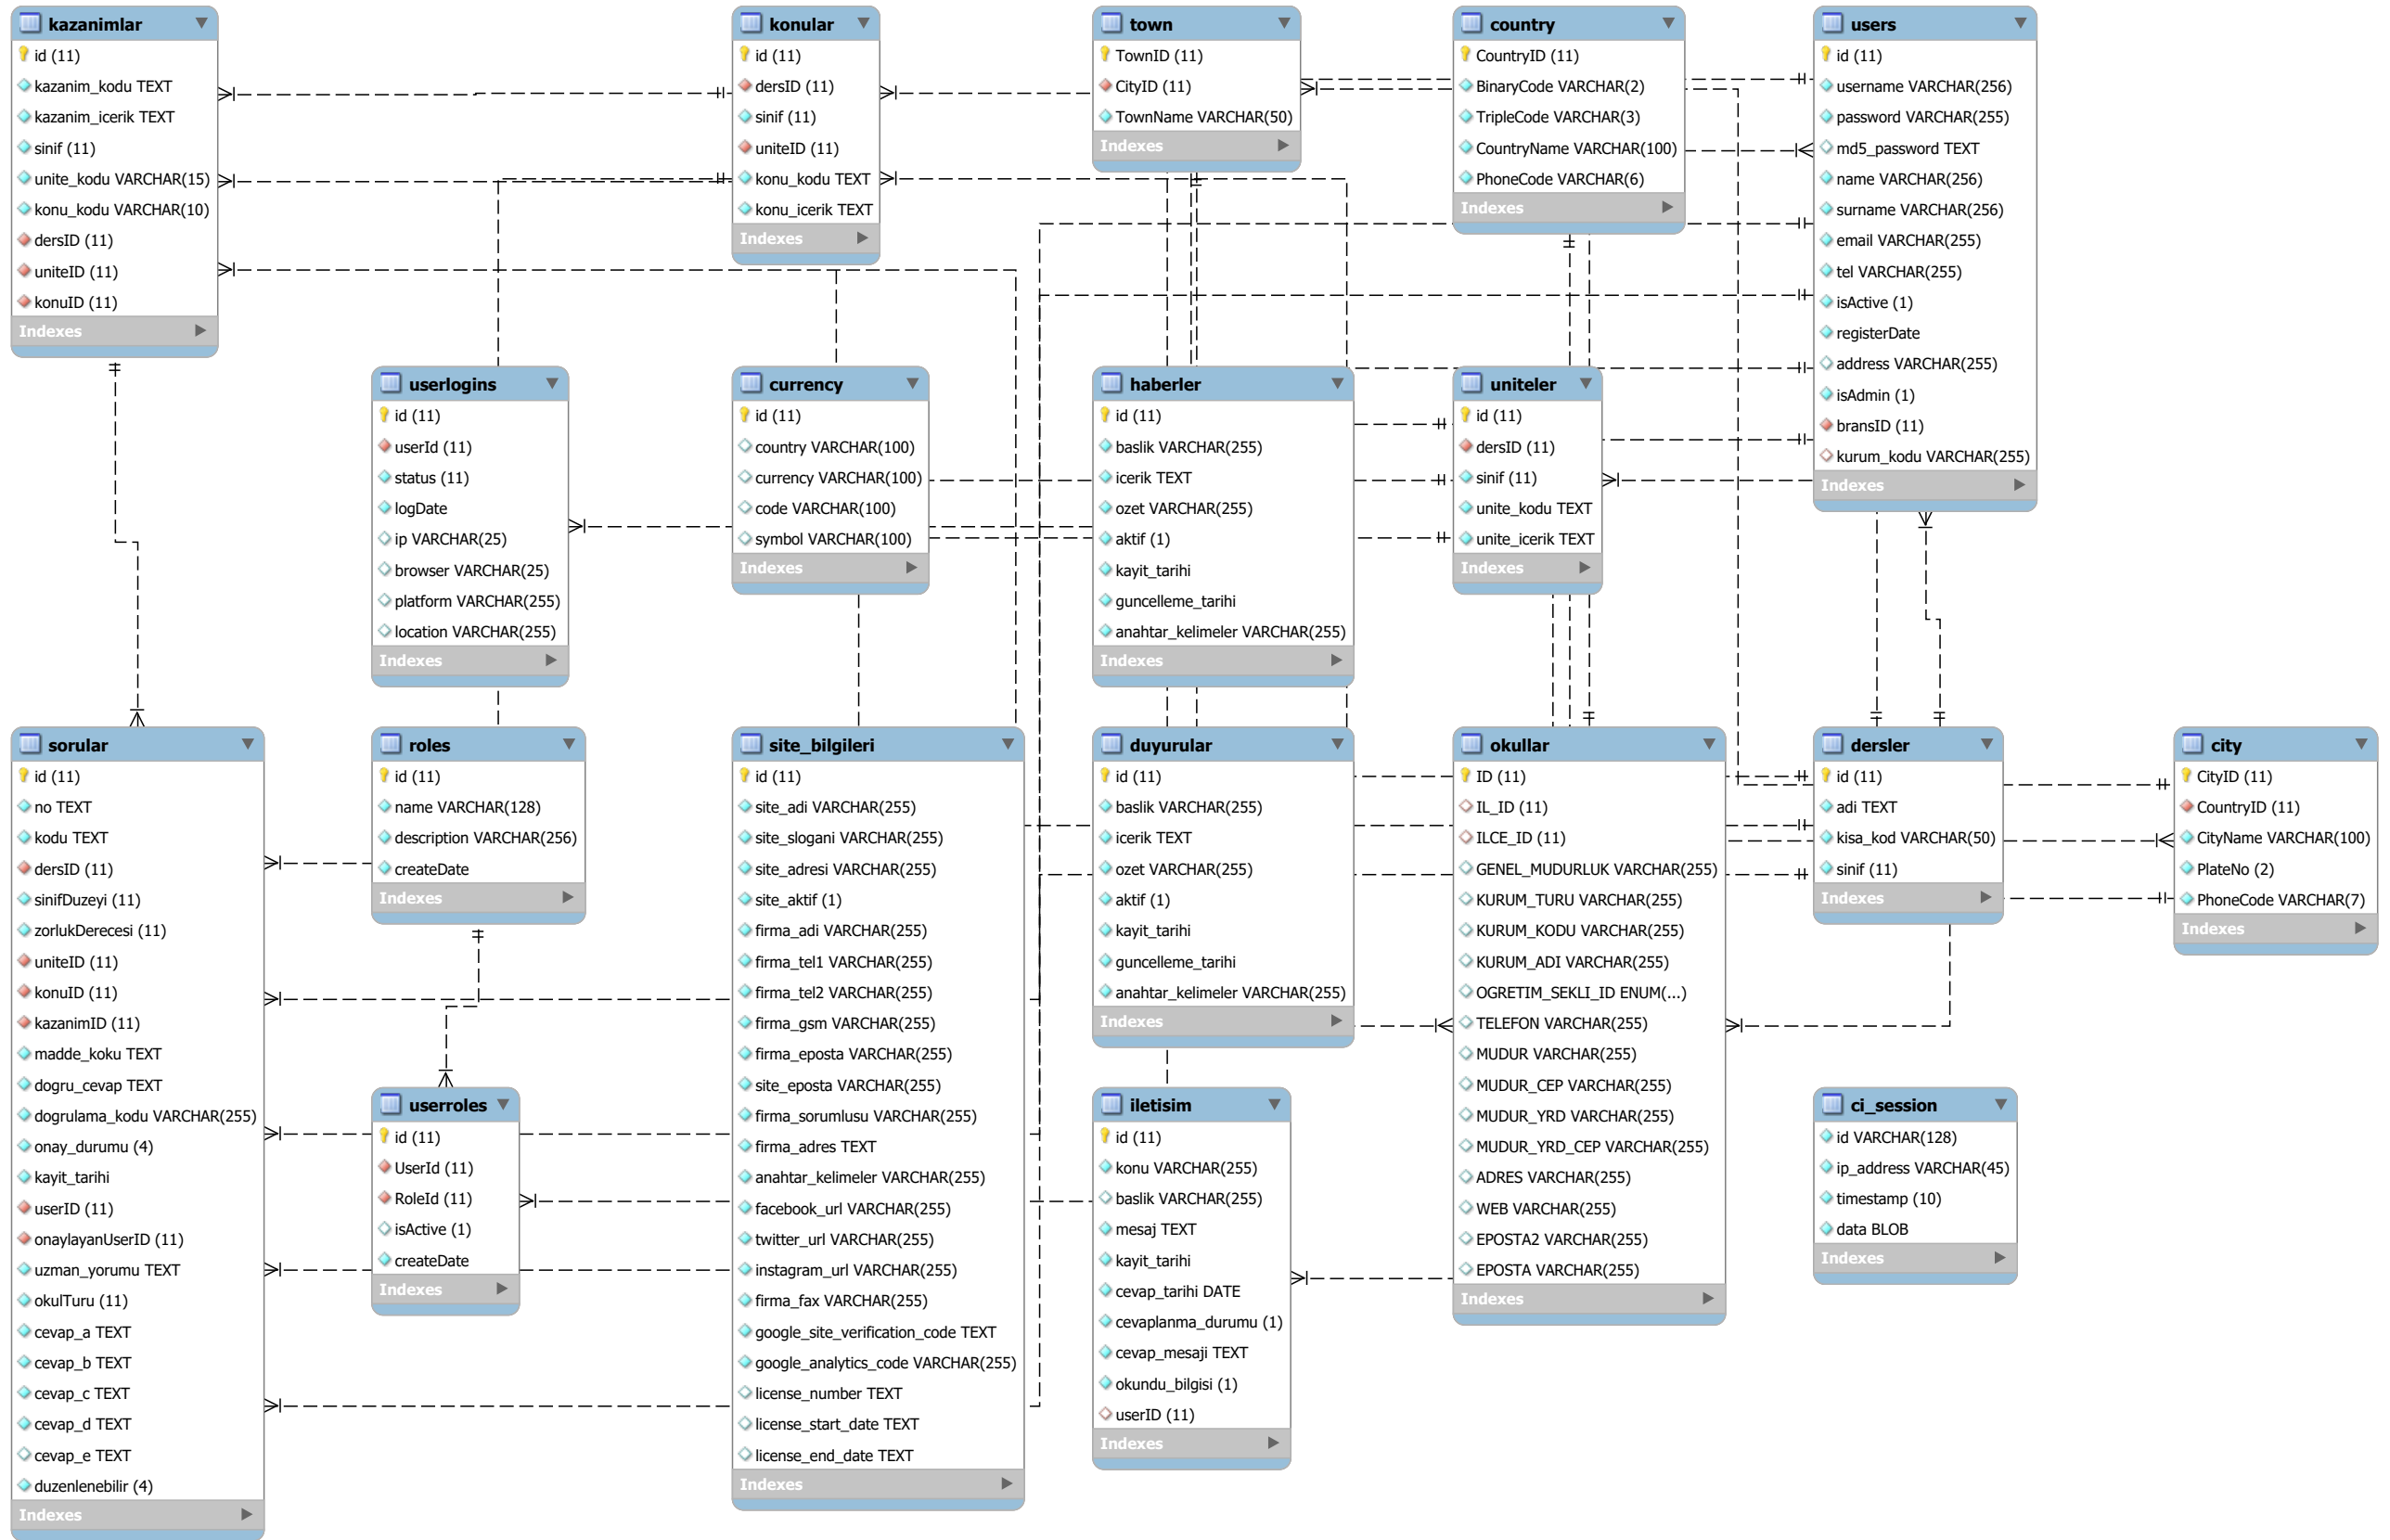 kazanimlar
id (11)
kazanim_kodu TEXT
kazanim_icerik TEXT
sinif (11)
unite_kodu VARCHAR(15)
konu_kodu VARCHAR(10)
dersID (11)
uniteID (11)
konuID (11)
Indexes
konular
id (11)
dersID (11)
sinif (11)
uniteID (11)
konu_kodu TEXT
konu_icerik TEXT
Indexes
town
TownID (11)
CityID (11)
TownName VARCHAR(50)
Indexes
country
CountryID (11)
BinaryCode VARCHAR(2)
TripleCode VARCHAR(3)
CountryName VARCHAR(100)
PhoneCode VARCHAR(6)
Indexes
users
id (11)
username VARCHAR(256)
password VARCHAR(255)
md5_password TEXT
name VARCHAR(256)
surname VARCHAR(256)
email VARCHAR(255)
tel VARCHAR(255)
isActive (1)
registerDate
address VARCHAR(255)
isAdmin (1)
bransID (11)
kurum_kodu VARCHAR(255)
Indexes
userlogins
id (11)
userId (11)
status (11)
logDate
ip VARCHAR(25)
browser VARCHAR(25)
platform VARCHAR(255)
location VARCHAR(255)
Indexes
currency
id (11)
country VARCHAR(100)
currency VARCHAR(100)
code VARCHAR(100)
symbol VARCHAR(100)
Indexes
haberler
id (11)
baslik VARCHAR(255)
icerik TEXT
ozet VARCHAR(255)
aktif (1)
kayit_tarihi
guncelleme_tarihi
anahtar_kelimeler VARCHAR(255)
Indexes
uniteler
id (11)
dersID (11)
sinif (11)
unite_kodu TEXT
unite_icerik TEXT
Indexes
sorular
id (11)
no TEXT
kodu TEXT
dersID (11)
sinifDuzeyi (11)
zorlukDerecesi (11)
uniteID (11)
konuID (11)
kazanimID (11)
madde_koku TEXT
dogru_cevap TEXT
dogrulama_kodu VARCHAR(255)
onay_durumu (4)
kayit_tarihi
userID (11)
onaylayanUserID (11)
uzman_yorumu TEXT
okulTuru (11)
cevap_a TEXT
cevap_b TEXT
cevap_c TEXT
cevap_d TEXT
cevap_e TEXT
duzenlenebilir (4)
Indexes
roles
id (11)
name VARCHAR(128)
description VARCHAR(256)
createDate
Indexes
site_bilgileri
id (11)
site_adi VARCHAR(255)
site_slogani VARCHAR(255)
site_adresi VARCHAR(255)
site_aktif (1)
firma_adi VARCHAR(255)
firma_tel1 VARCHAR(255)
firma_tel2 VARCHAR(255)
firma_gsm VARCHAR(255)
firma_eposta VARCHAR(255)
site_eposta VARCHAR(255)
firma_sorumlusu VARCHAR(255)
firma_adres TEXT
anahtar_kelimeler VARCHAR(255)
facebook_url VARCHAR(255)
twitter_url VARCHAR(255)
instagram_url VARCHAR(255)
firma_fax VARCHAR(255)
google_site_verification_code TEXT
google_analytics_code VARCHAR(255)
license_number TEXT
license_start_date TEXT
license_end_date TEXT
Indexes
duyurular
id (11)
baslik VARCHAR(255)
icerik TEXT
ozet VARCHAR(255)
aktif (1)
kayit_tarihi
guncelleme_tarihi
anahtar_kelimeler VARCHAR(255)
Indexes
okullar
ID (11)
IL_ID (11)
ILCE_ID (11)
GENEL_MUDURLUK VARCHAR(255)
KURUM_TURU VARCHAR(255)
KURUM_KODU VARCHAR(255)
KURUM_ADI VARCHAR(255)
OGRETIM_SEKLI_ID ENUM(...)
TELEFON VARCHAR(255)
MUDUR VARCHAR(255)
MUDUR_CEP VARCHAR(255)
MUDUR_YRD VARCHAR(255)
MUDUR_YRD_CEP VARCHAR(255)
ADRES VARCHAR(255)
WEB VARCHAR(255)
EPOSTA2 VARCHAR(255)
EPOSTA VARCHAR(255)
Indexes
dersler
id (11)
adi TEXT
kisa_kod VARCHAR(50)
sinif (11)
Indexes
city
CityID (11)
CountryID (11)
CityName VARCHAR(100)
PlateNo (2)
PhoneCode VARCHAR(7)
Indexes
userroles
id (11)
UserId (11)
RoleId (11)
isActive (1)
createDate
Indexes
iletisim
id (11)
konu VARCHAR(255)
baslik VARCHAR(255)
mesaj TEXT
kayit_tarihi
cevap_tarihi DATE
cevaplanma_durumu (1)
cevap_mesaji TEXT
okundu_bilgisi (1)
userID (11)
Indexes
ci_session
id VARCHAR(128)
ip_address VARCHAR(45)
timestamp (10)
data BLOB
Indexes